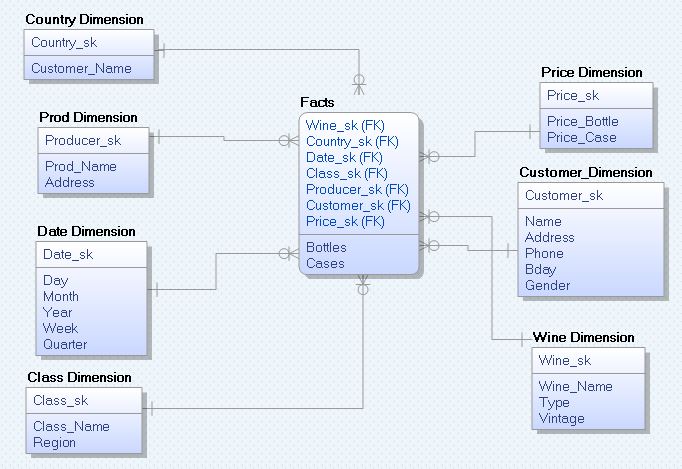 Country Dimension
Country_sk
Customer_Name
Prod Dimension
Producer_sk
Prod_Name
Address
Date Dimension
Date_sk
Day
Month
Year
Week
Quarter
Class Dimension
Class_sk
Class_Name
Region
Facts
Wine_sk (FK)
Country_sk (FK)
Date_sk (FK)
Class_sk (FK)
Producer_sk (FK)
Customer_sk (FK)
Price_sk (FK)
Bottles
Cases
Price Dimension
Price_sk
Price_Bottle
Price_Case
Customer_Dimension
Customer_sk
Name
Address
Phone
Bday
Gender
Wine Dimension
Wine_sk
Wine_Name
Type
Vintage